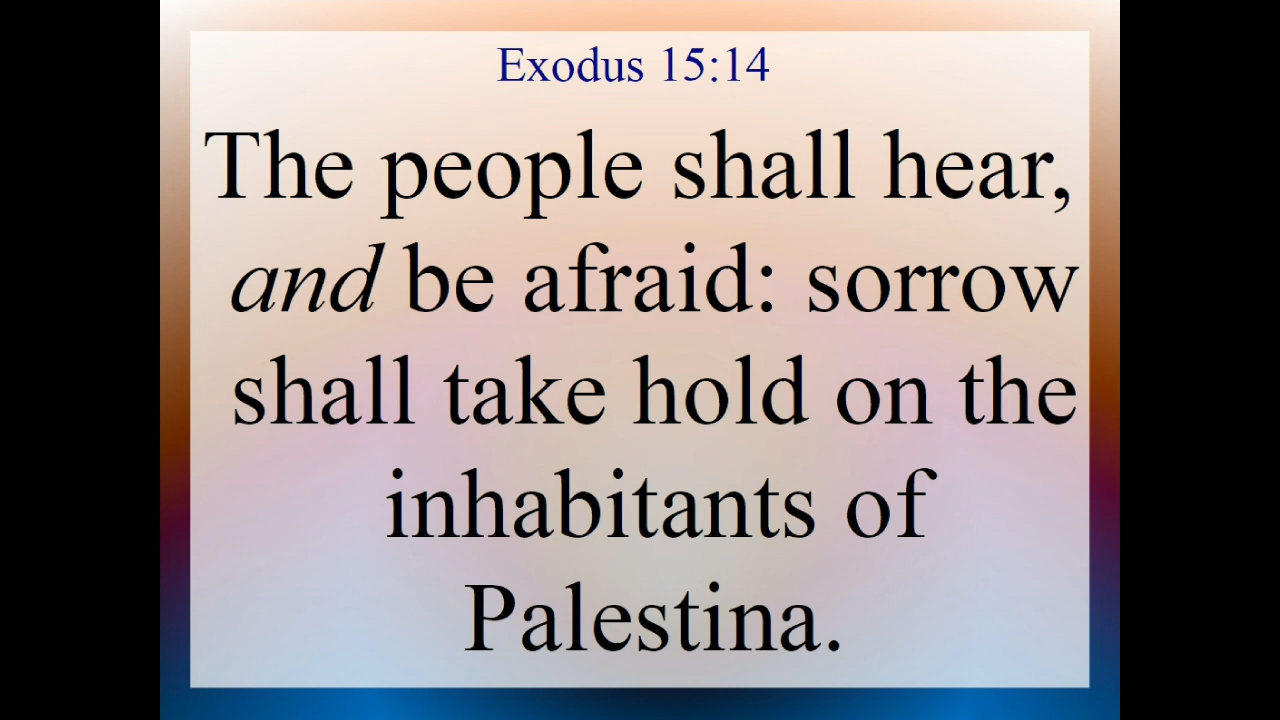 Exodus 15:14
The people shall hear,
and be afraid: sorrow
shall take hold on the
inhabitants of
Palestina.